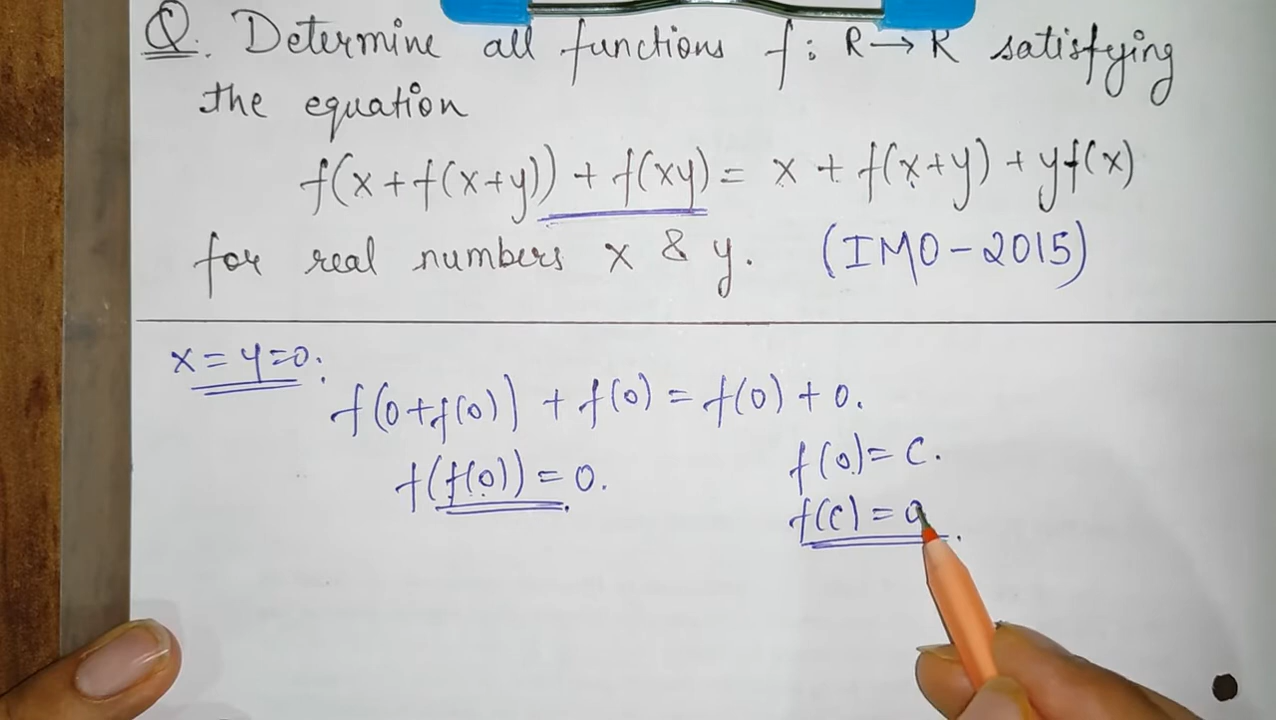 Q. Determine all functions f: R→R satisfying
the equation
f(x+f(x+y)) + f(xy) = x + f(x+y) + yf(x)
for real numbers x & y. (IMO-2015)
x=y=0:
f(0+f(0)) + f(0) = f(0) + 0.
f(0)=c.
f(f(0)) = 0.
f(c)=0.